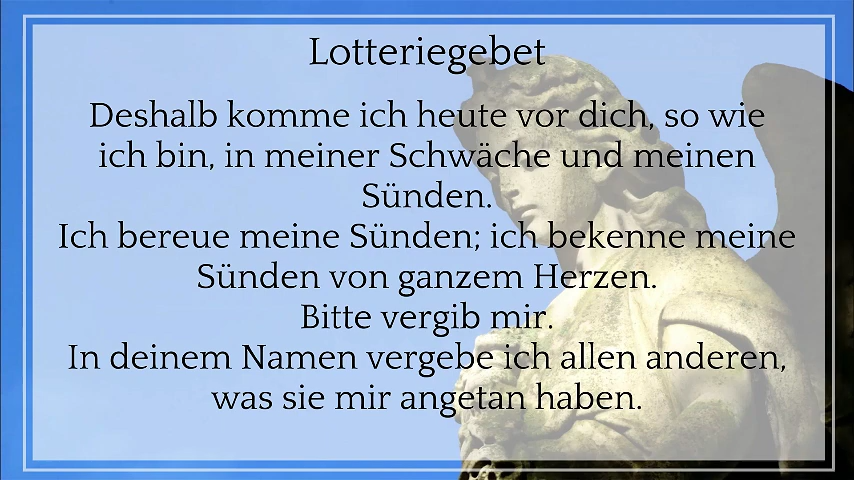 Lotteriegebet
Deshalb komme ich heute vor dich, so wie
ich bin, in meiner Schwäche und meinen
Sünden.
Ich bereue meine Sünden; ich bekenne meine
Sünden von ganzem Herzen.
Bitte vergib mir.
In deinem Namen vergebe ich allen anderen,
was sie mir angetan haben.